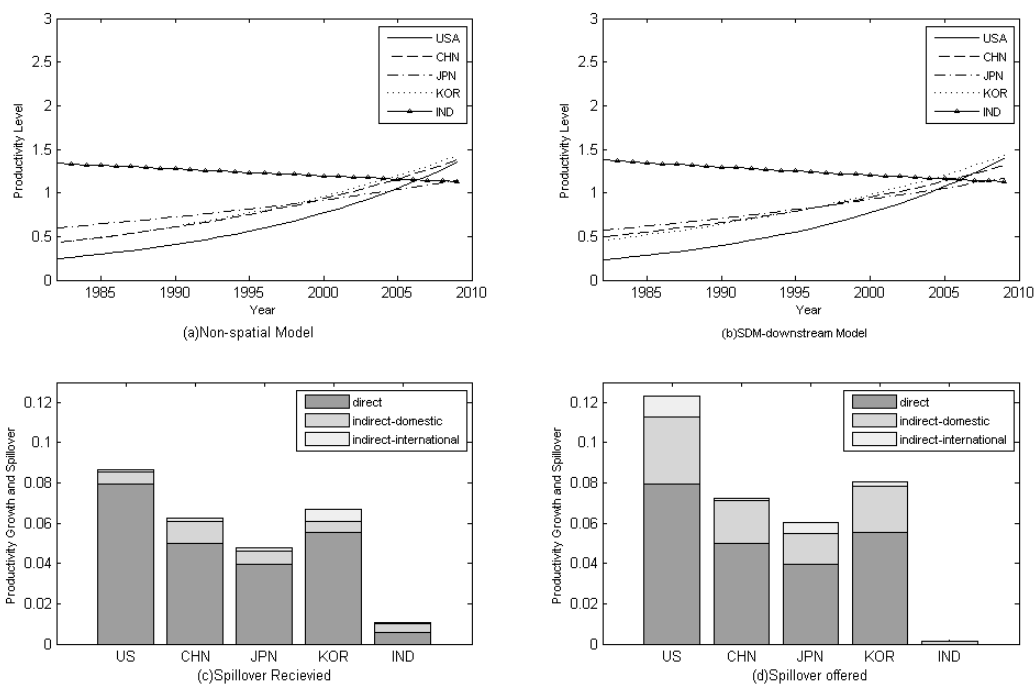 3
2.5
2
1.5
1
0.5
0
Productivity Level
USA
CHN
JPN
KOR
IND
1985 1990 1995 2000 2005 2010
Year
(a)Non-spatial Model
3
2.5
2
1.5
1
0.5
0
Productivity Level
USA
CHN
JPN
KOR
IND
1985 1990 1995 2000 2005 2010
Year
(b)SDM-downstream Model
0.12
0.1
0.08
0.06
0.04
0.02
0
Productivity Growth and Spillover
direct
indirect-domestic
indirect-international
US CHN JPN KOR IND
(c)Spillover Recievied
0.12
0.1
0.08
0.06
0.04
0.02
0
Productivity Growth and Spillover
direct
indirect-domestic
indirect-international
US CHN JPN KOR IND
(d)Spillover offered